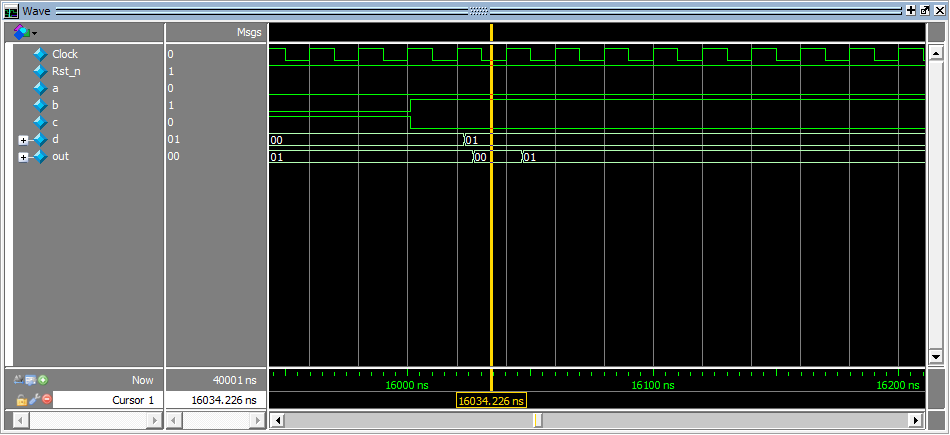 Wave
Msgs
Clock 0
Rst_n 1
a 0
b 1
c 0
d 01 00 01
out 00 01 00 01
Now 40001 ns 16000 ns 16100 ns 16200 ns
Cursor 1 16034.226 ns 16034.226 ns